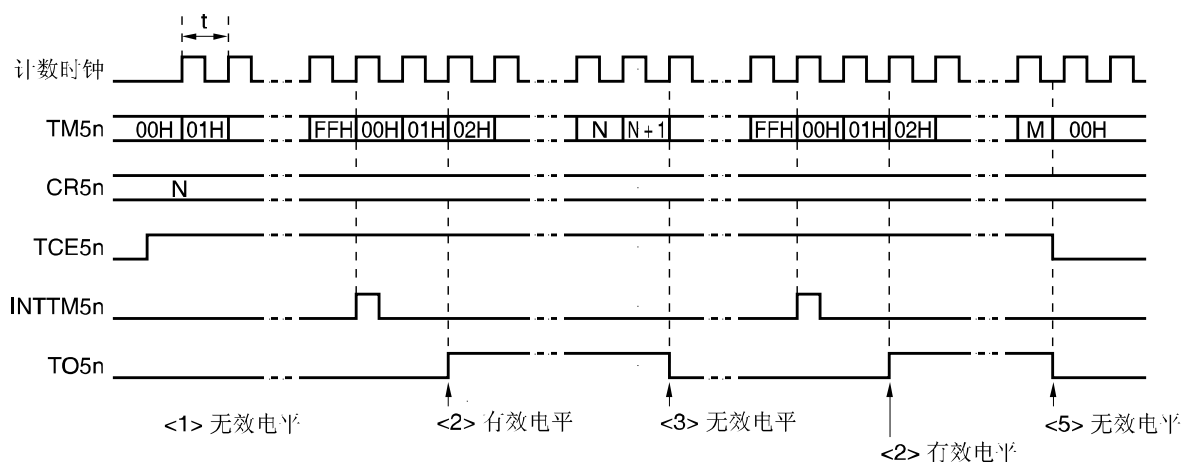 t
计数时钟
TM5n 00H 01H FFH 00H 01H 02H N N+1 FFH 00H 01H 02H M 00H
CR5n N
TCE5n
INTTM5n
TO5n
<1> 无效电平 <2> 有效电平 <3> 无效电平 <5> 无效电平
<2> 有效电平